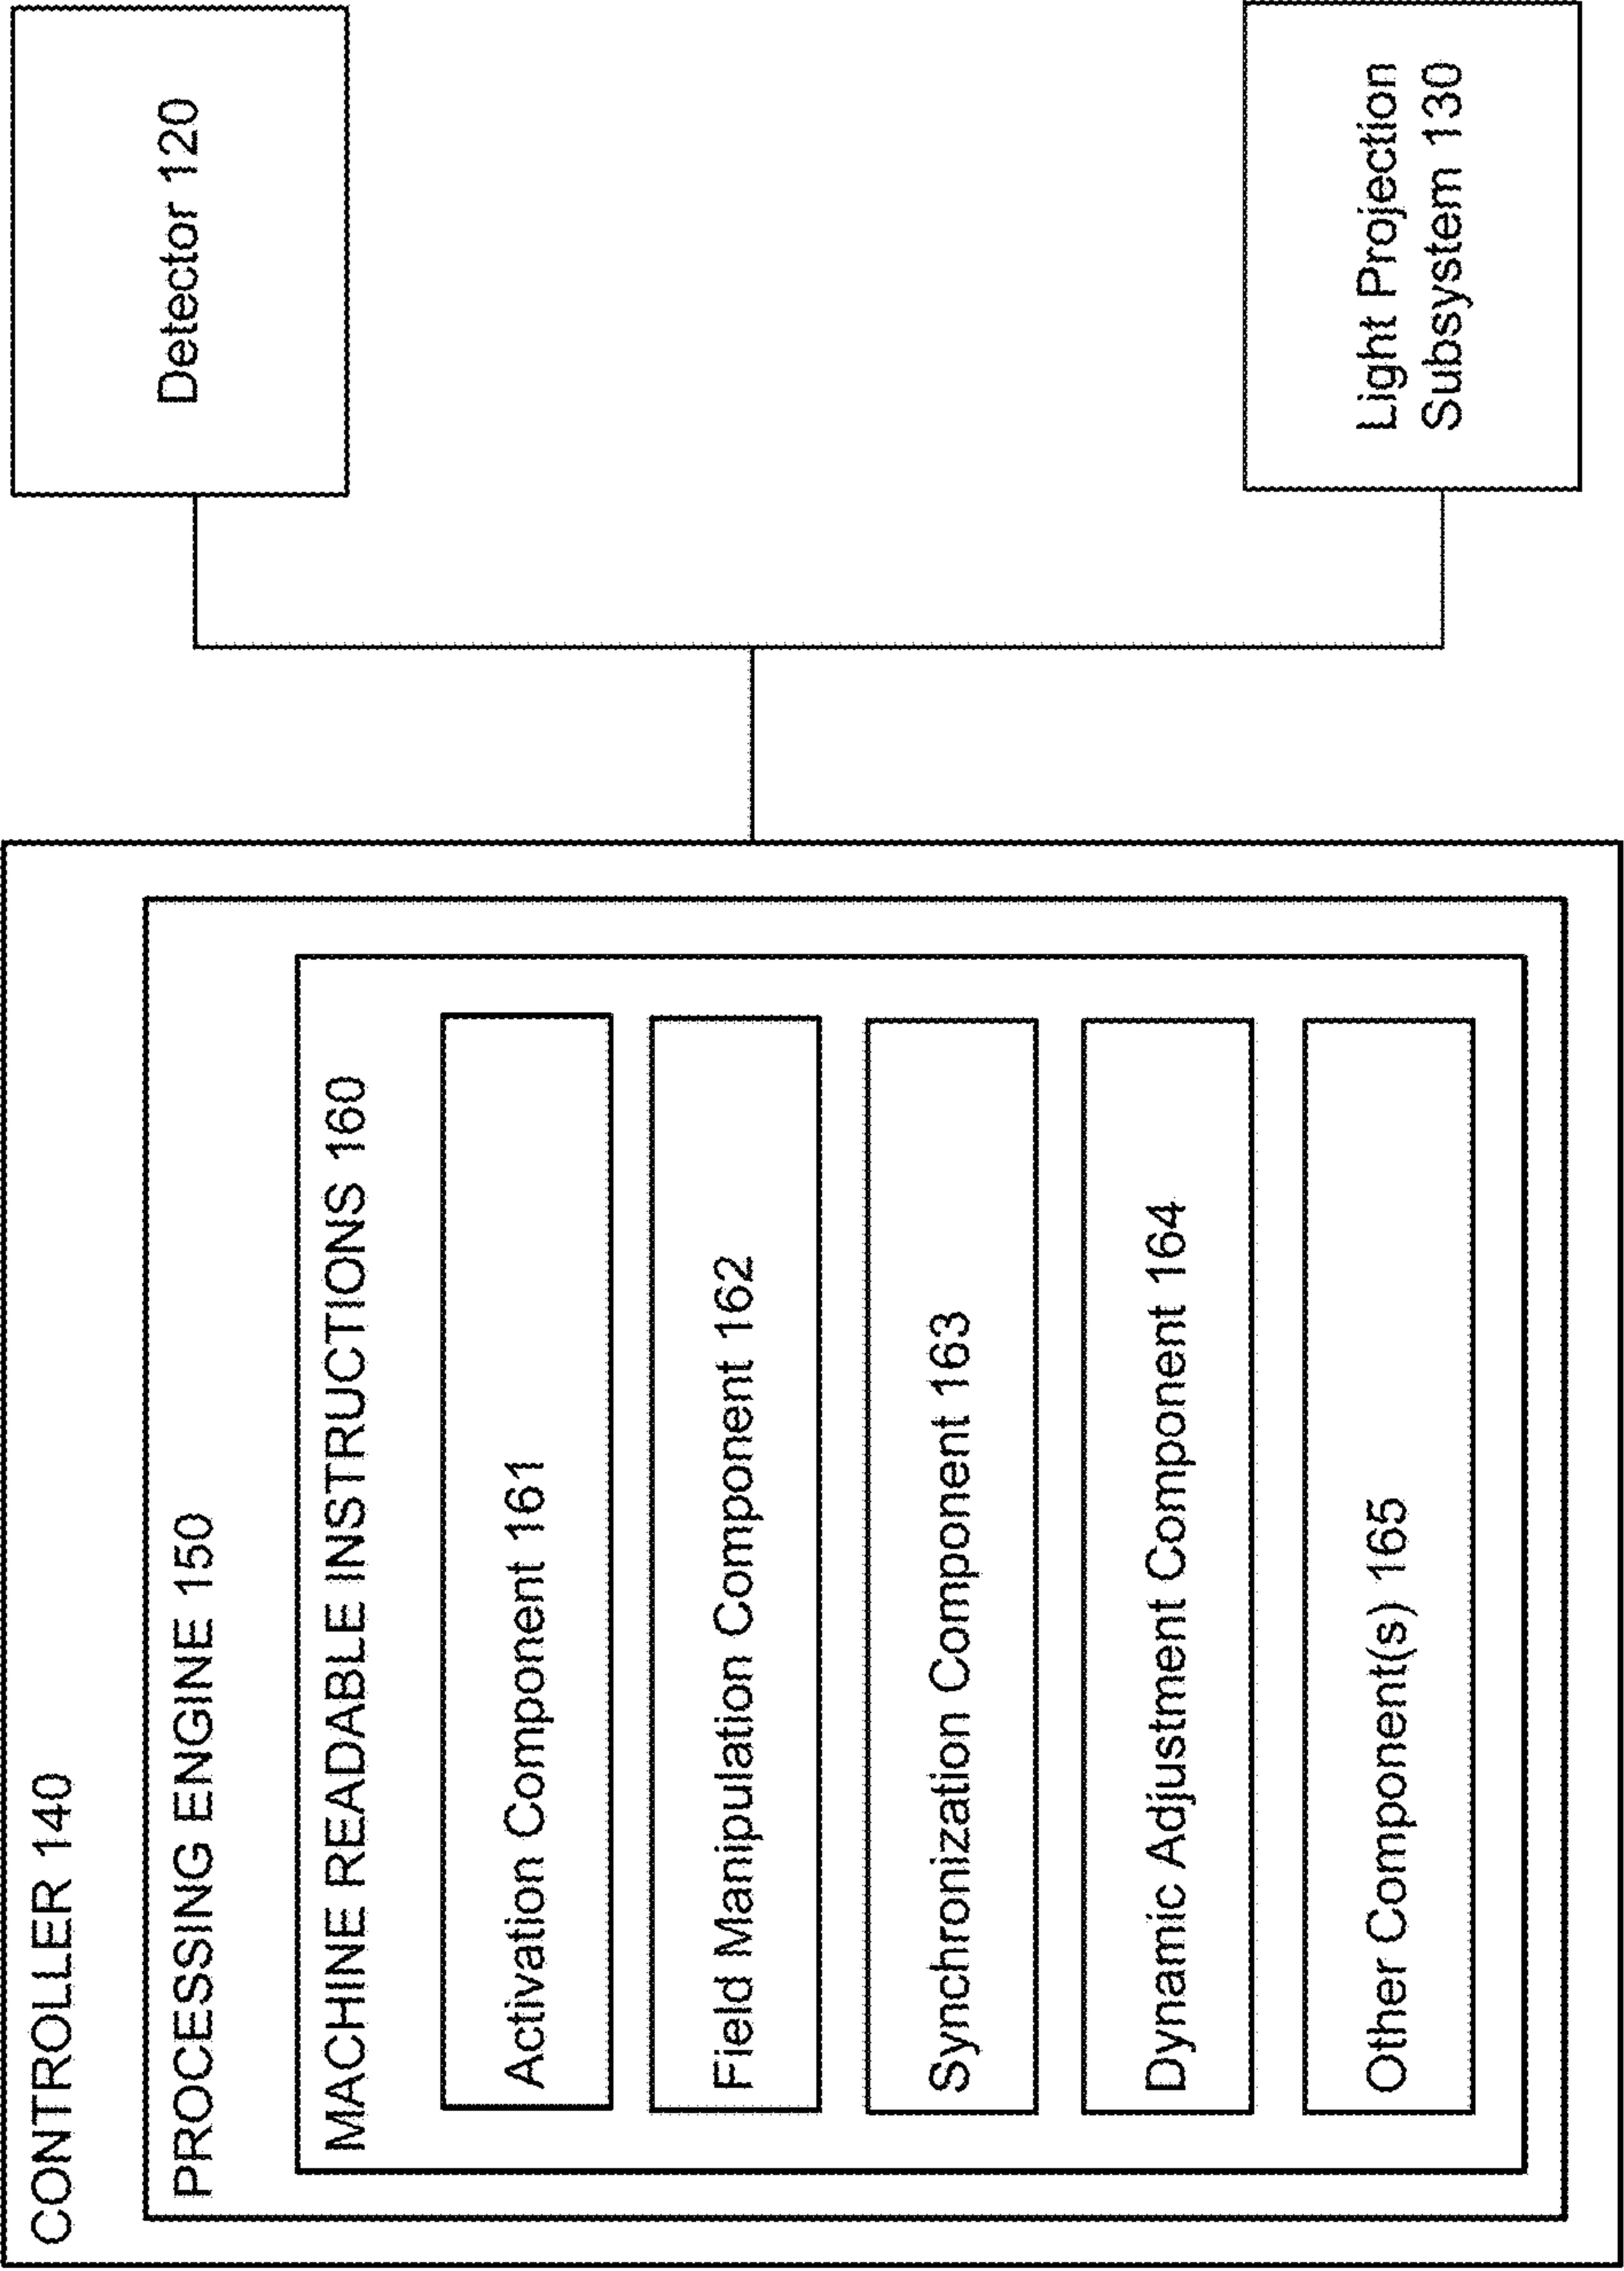 CONTROLLER 140
PROCESSING ENGINE 150
MACHINE READABLE INSTRUCTIONS 160
Activation Component 161
Field Manipulation Component 162
Synchronization Component 163
Dynamic Adjustment Component 164
Other Component(s) 165
Detector 120
Light Projection
Subsystem 130